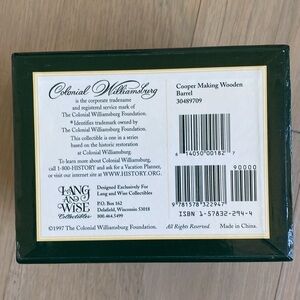 Colonial Williamsburg
is the corporate tradename
and registered service mark of
The Colonial Williamsburg Foundation.
*Identifies trademark owned by
The Colonial Williamsburg Foundation.
This collectible is one in a series
based on the historic restoration
at Colonial Williamsburg.
To learn more about Colonial Williamsburg,
call 1-800-HISTORY and ask for a Vacation Planner,
or visit our internet site at WWW.HISTORY.ORG.
LANG
AND
WISE
Collectibles
Designed Exclusively For
Lang and Wise Collectibles
P.O. Box 162
Delafield, Wisconsin 53018
800.464.5499
©1997 The Colonial Williamsburg Foundation.
Cooper Making Wooden
Barrel
30489709
6 14050 00182 7
90000
9 781578 322947
ISBN 1-57832-294-4
All Rights Reserved.
Made in China.